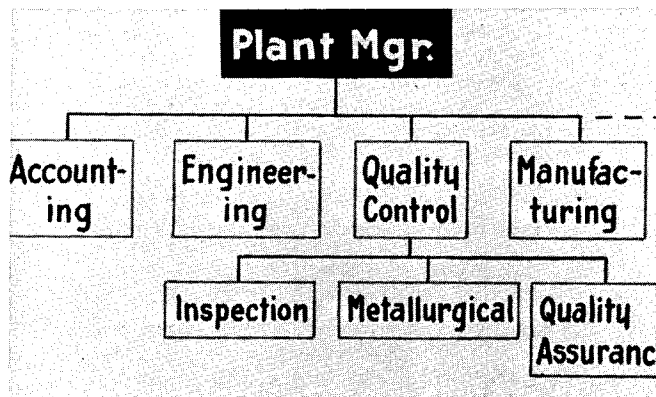 Plant Mgr.
Account-
ing
Engineer-
ing
Quality
Control
Manufac-
turing
Inspection
Metallurgical
Quality
Assuranc